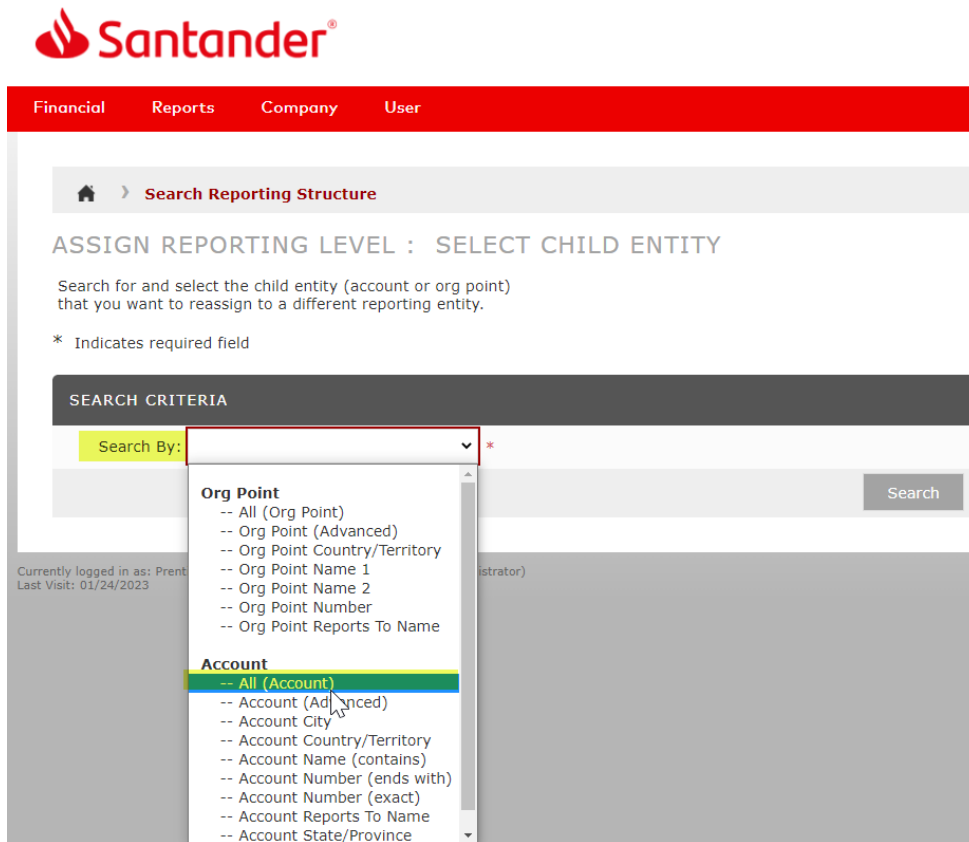 Santander®
Financial Reports Company User
Search Reporting Structure
ASSIGN REPORTING LEVEL : SELECT CHILD ENTITY
Search for and select the child entity (account or org point)
that you want to reassign to a different reporting entity.
* Indicates required field
SEARCH CRITERIA
Search By: *
Search
Org Point
-- All (Org Point)
-- Org Point (Advanced)
-- Org Point Country/Territory
-- Org Point Name 1
-- Org Point Name 2
-- Org Point Number
-- Org Point Reports To Name
Account
-- All (Account)
-- Account (Advanced)
-- Account City
-- Account Country/Territory
-- Account Name (contains)
-- Account Number (ends with)
-- Account Number (exact)
-- Account Reports To Name
-- Account State/Province
Currently logged in as: Prent istrator)
Last Visit: 01/24/2023